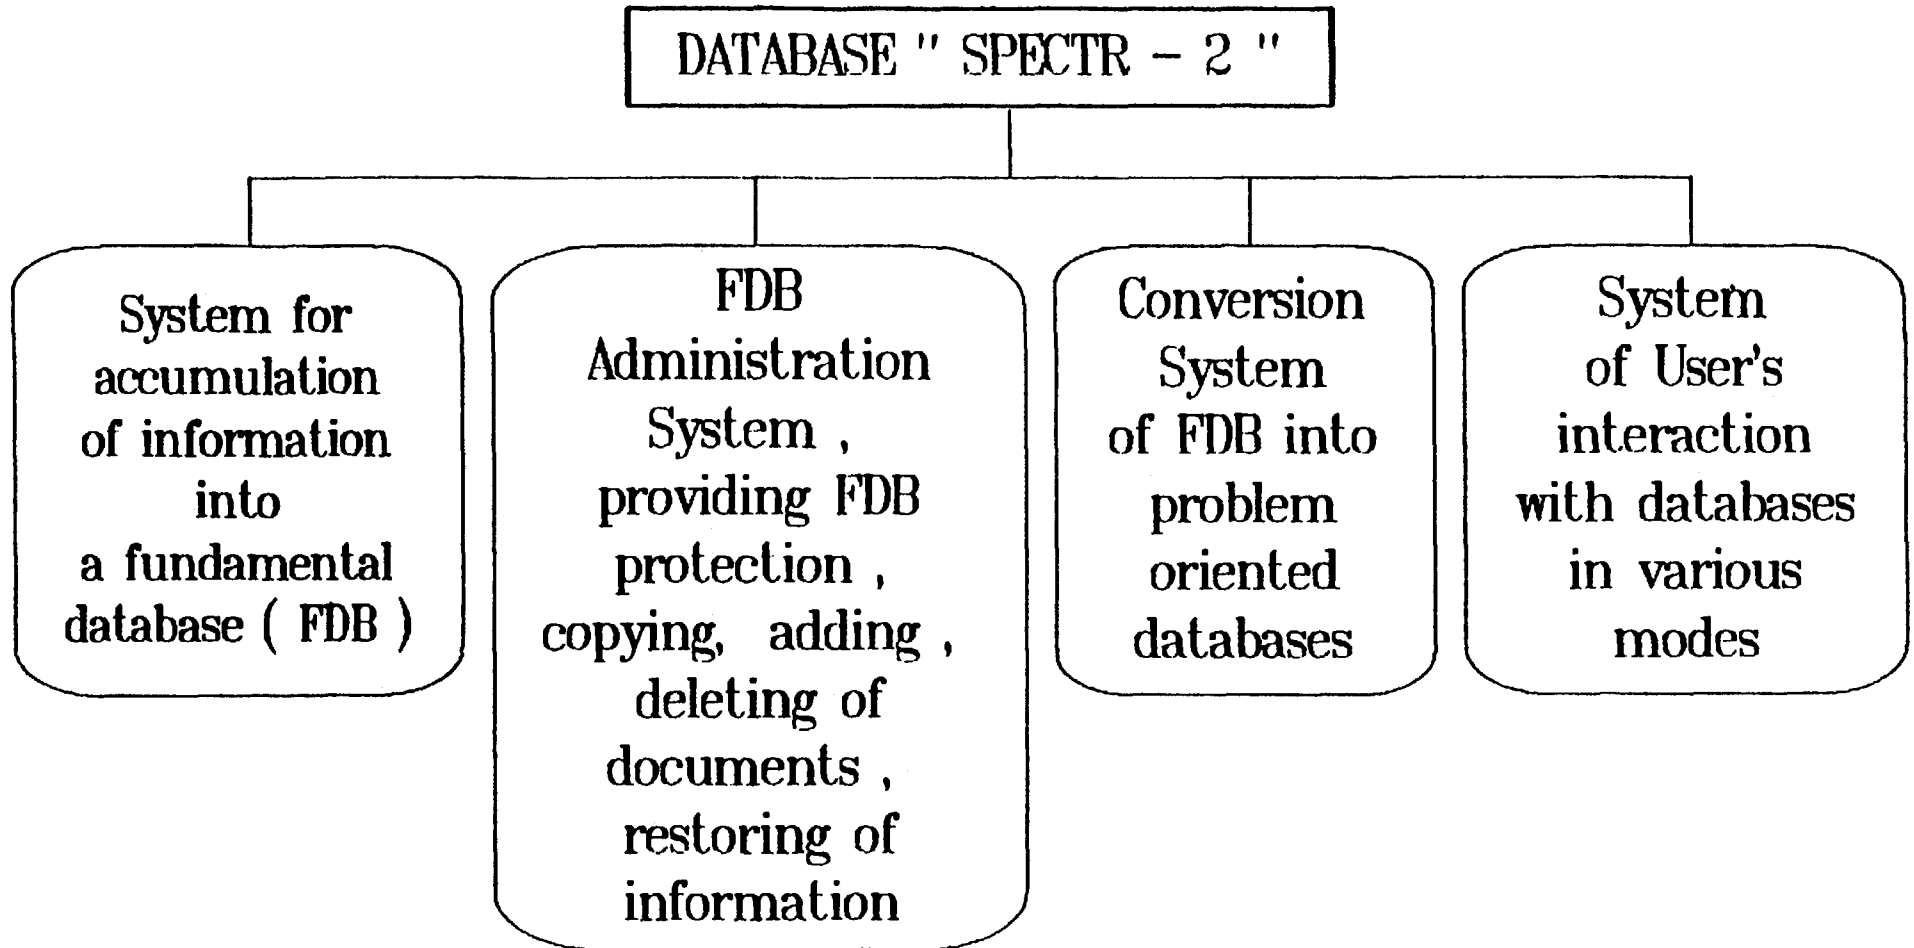 DATABASE " SPECTR - 2 "
System for
accumulation
of information
into
a fundamental
database ( FDB )
FDB
Administration
System ,
providing FDB
protection ,
copying, adding ,
deleting of
documents ,
restoring of
information
Conversion
System
of FDB into
problem
oriented
databases
System
of User's
interaction
with databases
in various
modes